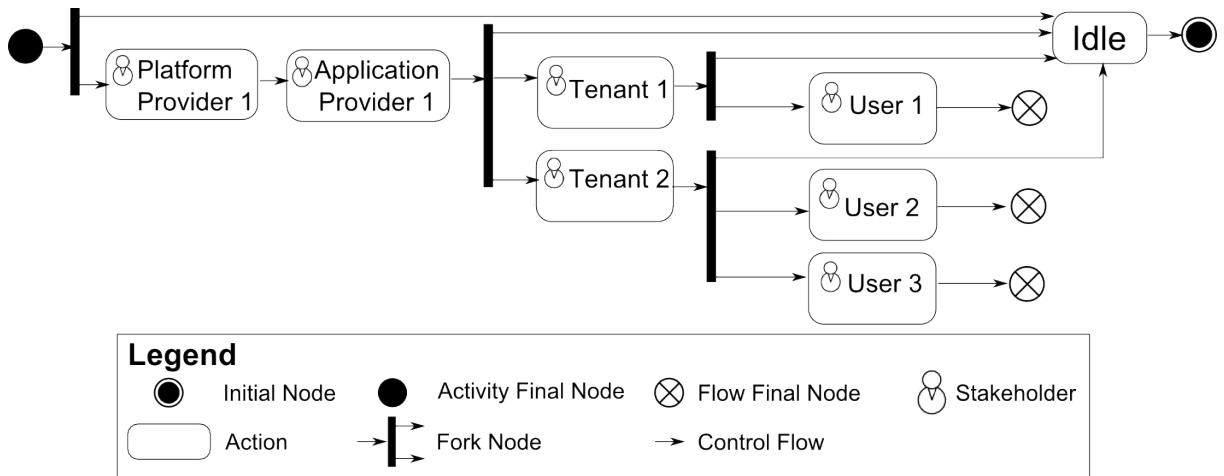 Idle
Platform
Provider 1
Application
Provider 1
Tenant 1
User 1
Tenant 2
User 2
User 3
Legend
Initial Node
Activity Final Node
Flow Final Node
Stakeholder
Action
Fork Node
Control Flow